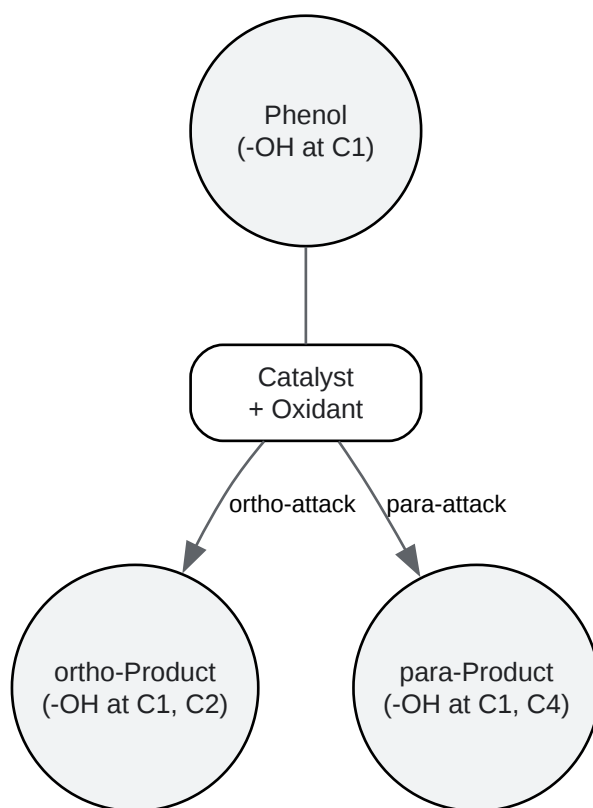 Phenol
(-OH at C1)
Catalyst
+ Oxidant
ortho-attack
para-attack
ortho-Product
(-OH at C1, C2)
para-Product
(-OH at C1, C4)